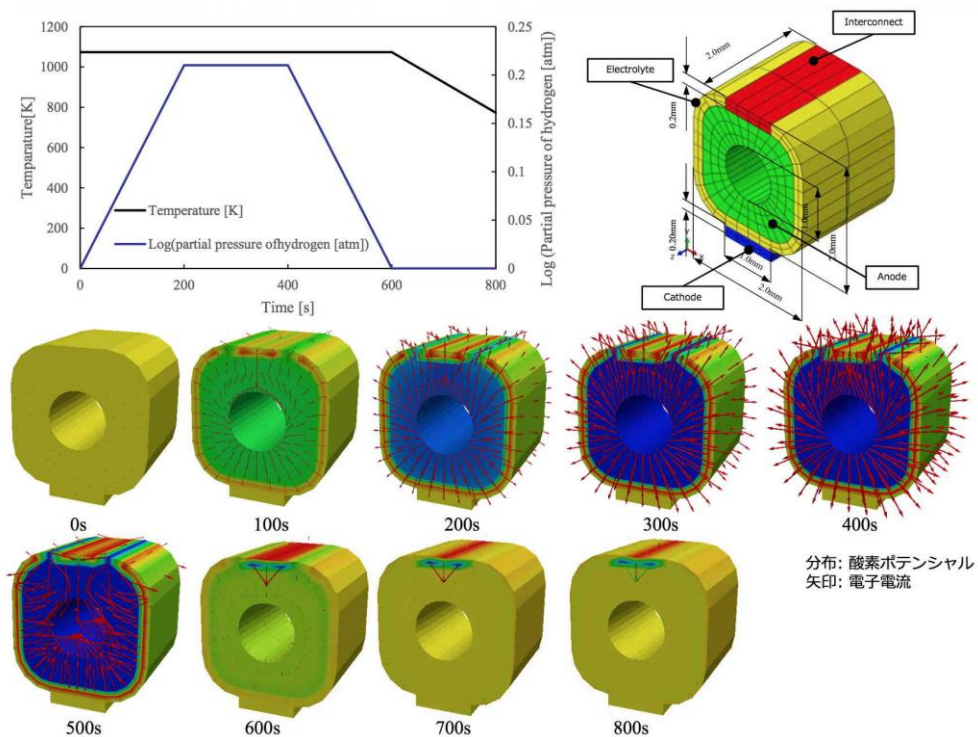 1200
1000
800
600
400
200
0
Temparature[K]
0.25
0.2
0.15
0.1
0.05
0
Log (Partial pressure of hydrogen [atm])
Temperature [K]
Log(partial pressure ofhydrogen [atm])
0
200
400
600
800
Time [s]
Interconnect
2.0mm
Electrolyte
0.2mm
0.20mm
Y
z
x
1.0mm
2.0mm
1.0mm
2.0mm
Anode
Cathode
0s
100s
200s
300s
400s
500s
600s
700s
800s
分布: 酸素ポテンシャル
矢印: 電子電流